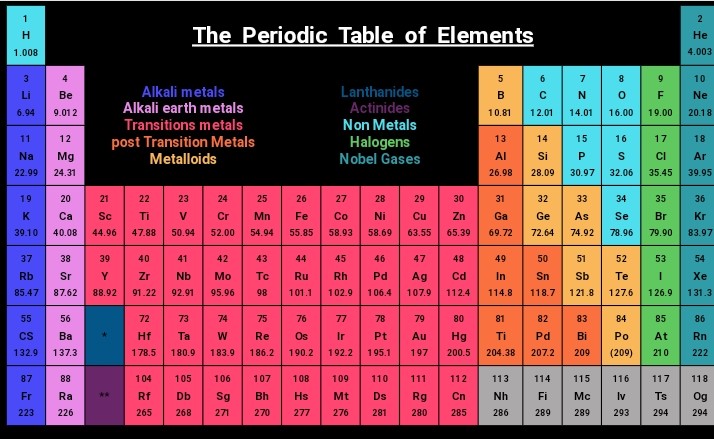 The Periodic Table of Elements
1 2
H He
1.008 4.003
3 4 5 6 7 8 9 10
Li Be B C N O F Ne
6.94 9.012 10.81 12.01 14.01 16.00 19.00 20.18
Alkali metals Lanthanides
Alkali earth metals Actinides
Transitions metals Non Metals
post Transition Metals Halogens
Metalloids Nobel Gases
11 12 13 14 15 16 17 18
Na Mg Al Si P S Cl Ar
22.99 24.31 26.98 28.09 30.97 32.06 35.45 39.95
19 20 21 22 23 24 25 26 27 28 29 30 31 32 33 34 35 36
K Ca Sc Ti V Cr Mn Fe Co Ni Cu Zn Ga Ge As Se Br Kr
39.10 40.08 44.96 47.88 50.94 52.00 54.94 55.85 58.93 58.69 63.55 65.39 69.72 72.64 74.92 78.96 79.90 83.97
37 38 39 40 41 42 43 44 45 46 47 48 49 50 51 52 53 54
Rb Sr Y Zr Nb Mo Tc Ru Rh Pd Ag Cd In Sn Sb Te I Xe
85.47 87.62 88.92 91.22 92.91 95.96 98 101.1 102.9 106.4 107.9 112.4 114.8 118.7 121.8 127.6 126.9 131.3
55 56 72 73 74 75 76 77 78 79 80 81 82 83 84 85 86
CS Ba * Hf Ta W Re Os Ir Pt Au Hg Ti Pd Bi Po At Rn
132.9 137.3 178.5 180.9 183.9 186.2 190.2 192.2 195.1 197 200.5 204.38 207.2 209 (209) 210 222
87 88 104 105 106 107 108 109 110 111 112 113 114 115 116 117 118
Fr Ra ** Rf Db Sg Bh Hs Mt Ds Rg Cn Nh Fi Mc Iv Ts Og
223 226 265 268 271 270 277 276 281 280 285 286 289 289 293 294 294